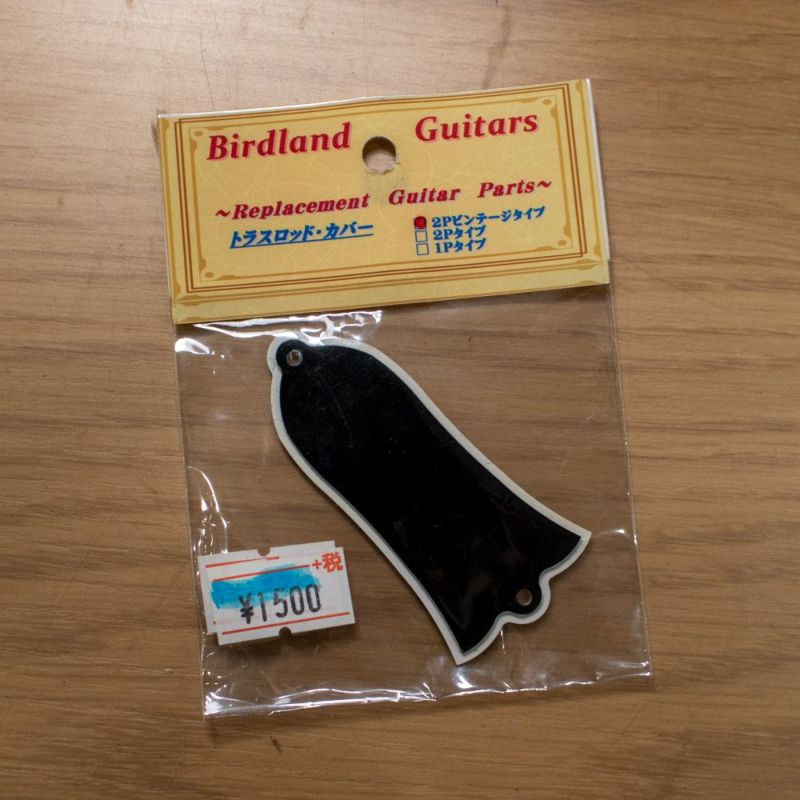 Birdland Guitars
~Replacement Guitar Parts~
トラスロッド・カバー
2Pビンテージタイプ
2Pタイプ
1Pタイプ
+税
¥1500